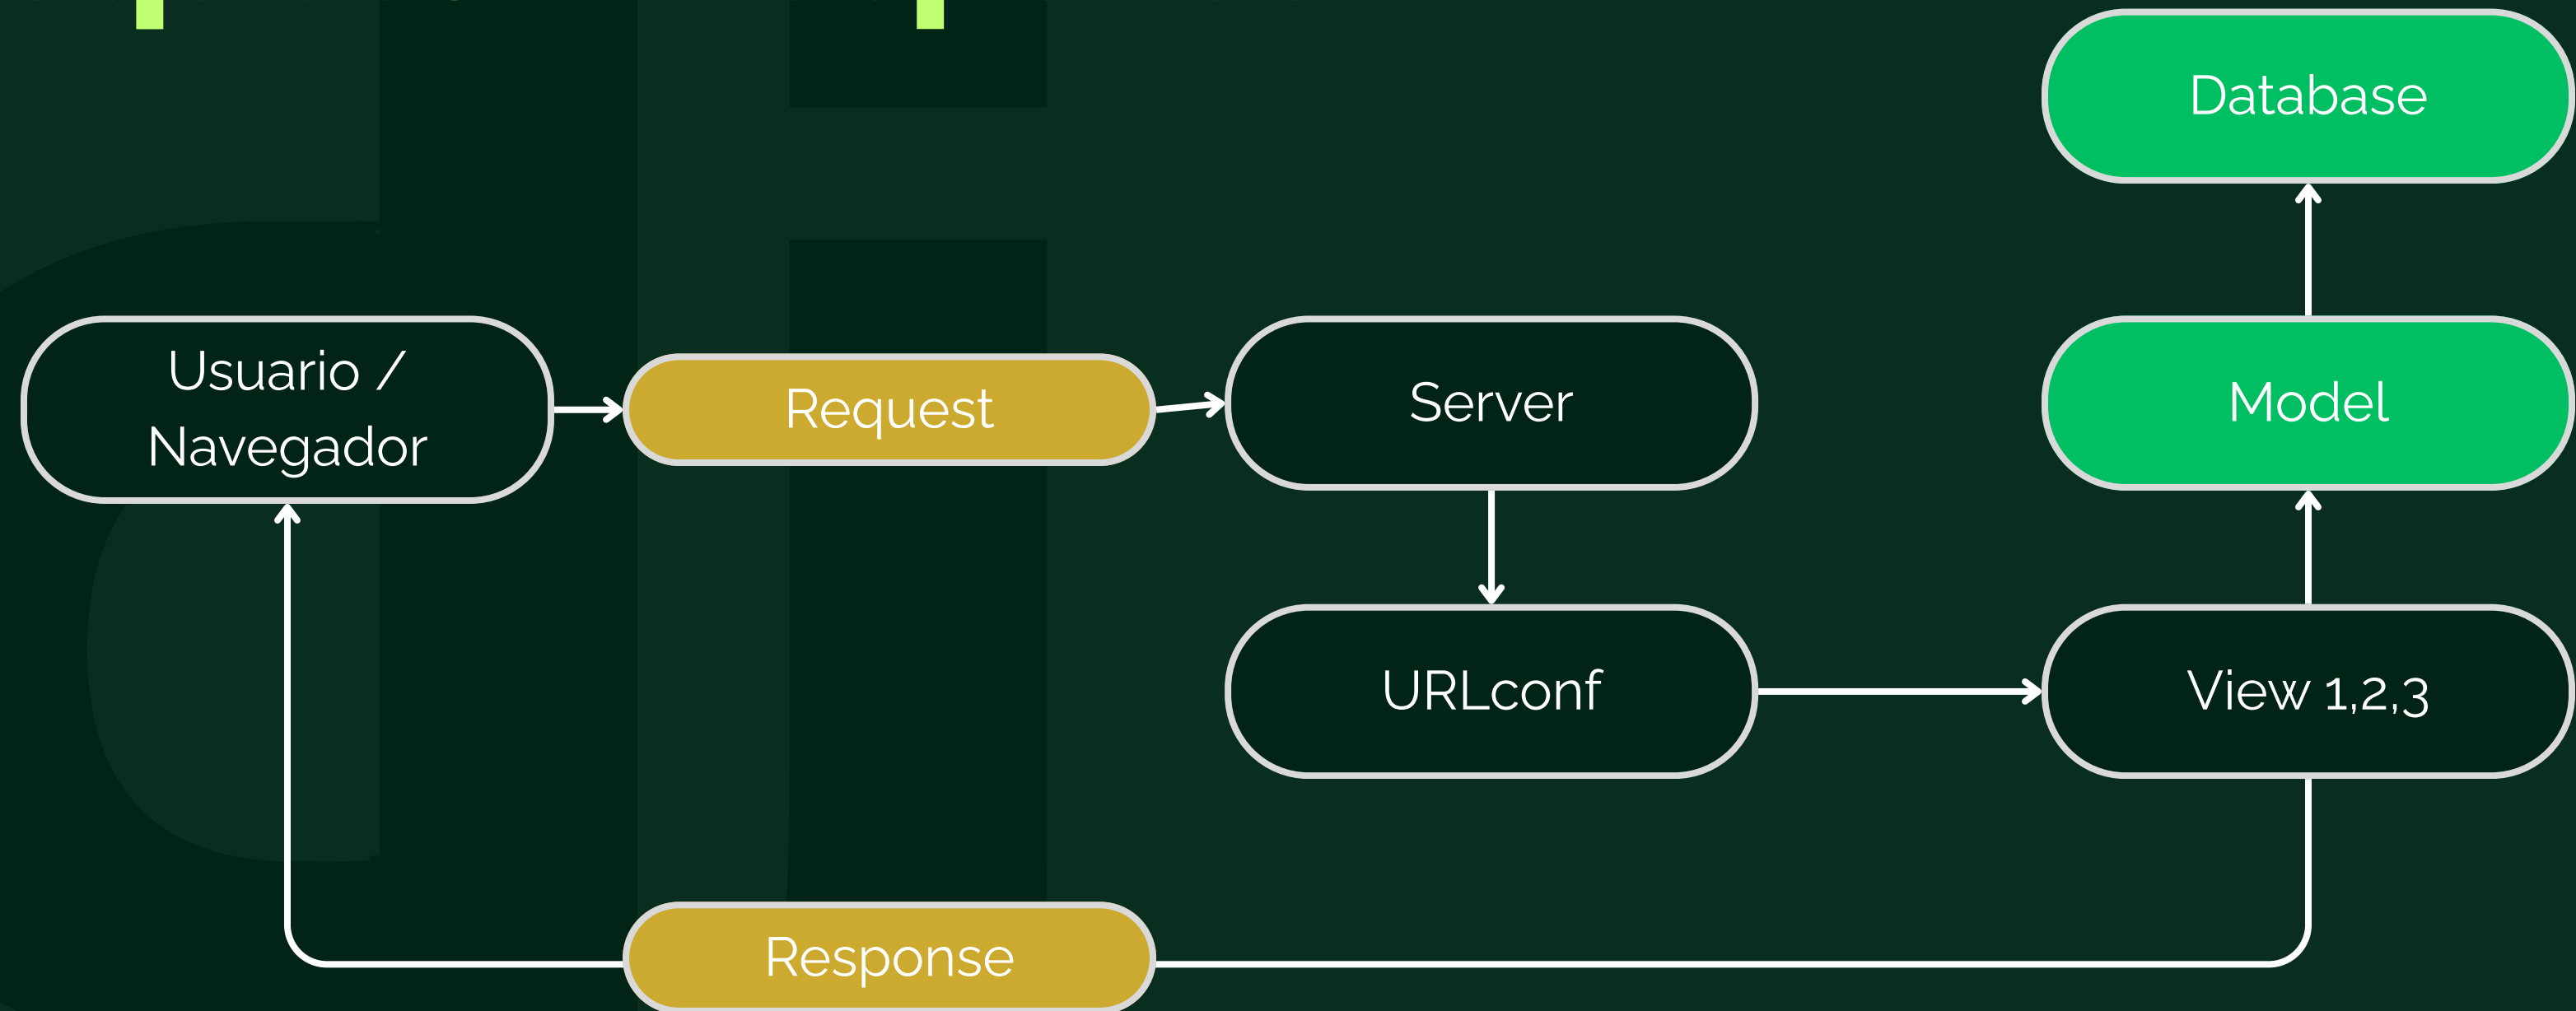 Database
Usuario /
Navegador
Request
Server
Model
URLconf
View 1,2,3
Response